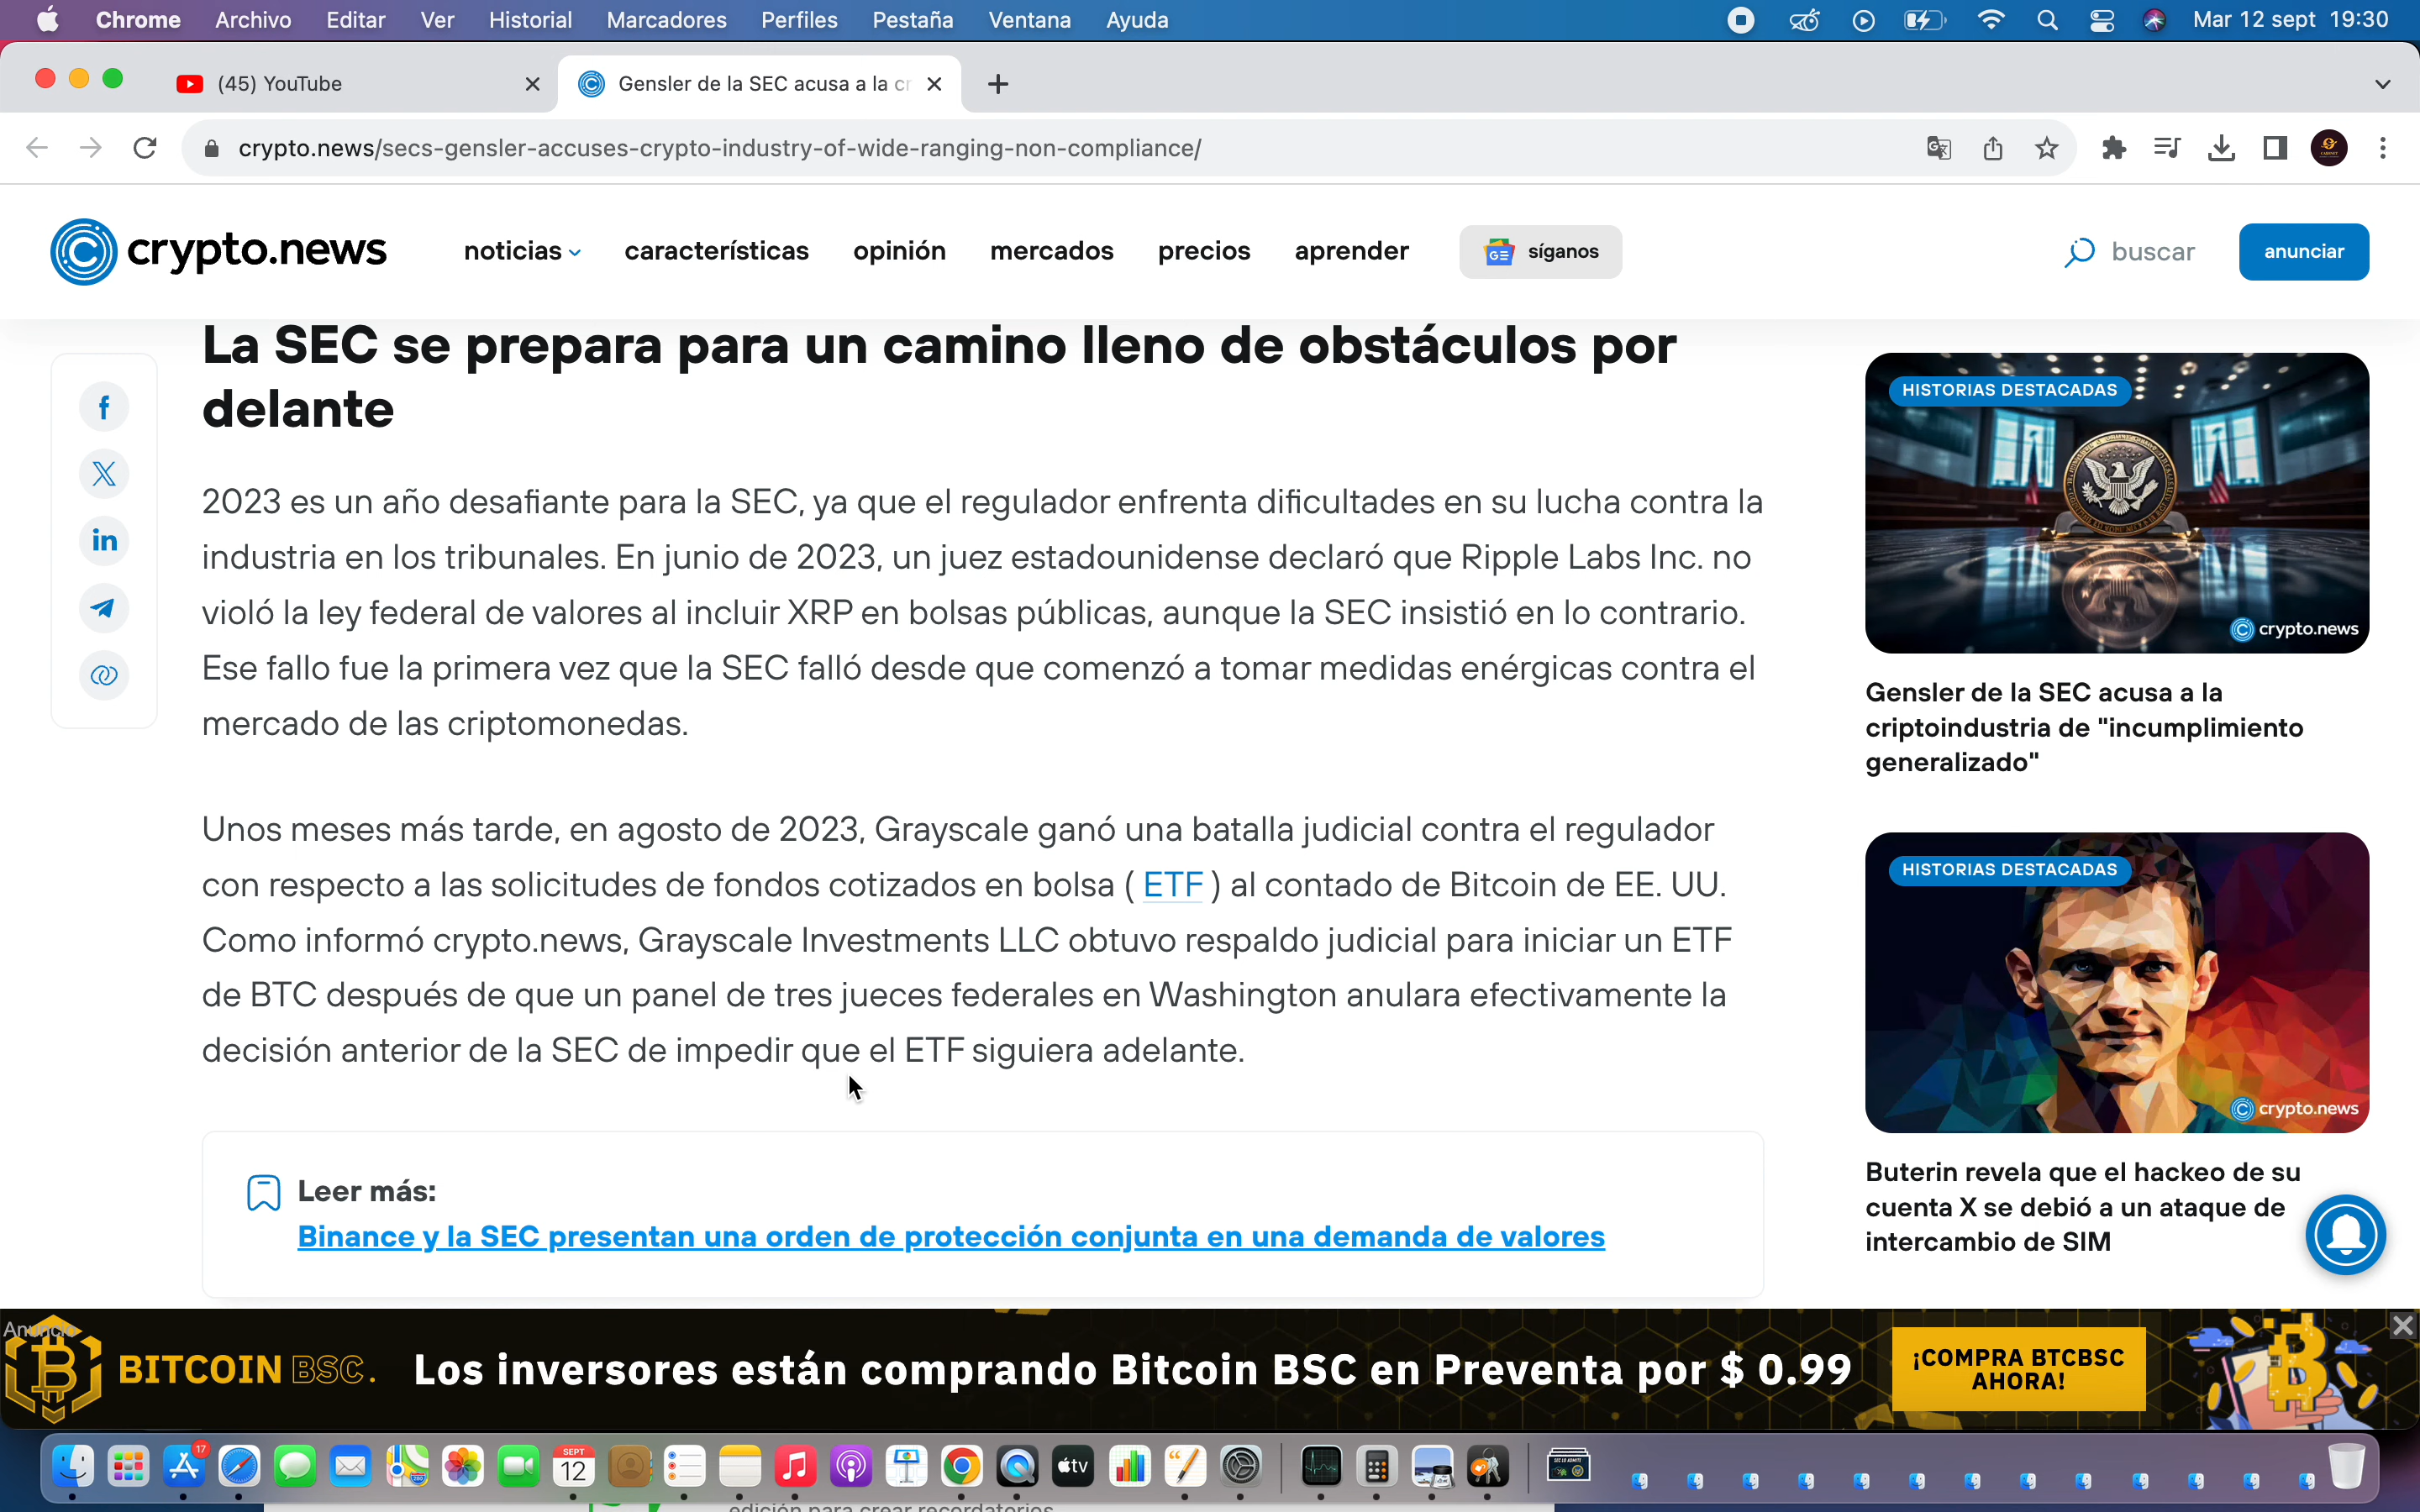 Chrome Archivo Editar Ver Historial Marcadores Perfiles Pestaña Ventana Ayuda Mar 12 sept 19:30
(45) YouTube
Gensler de la SEC acusa a la cr
crypto.news/secs-gensler-accuses-crypto-industry-of-wide-ranging-non-compliance/
crypto.news noticias características opinión mercados precios aprender síganos buscar anunciar
La SEC se prepara para un camino lleno de obstáculos por
delante
2023 es un año desafiante para la SEC, ya que el regulador enfrenta dificultades en su lucha contra la
industria en los tribunales. En junio de 2023, un juez estadounidense declaró que Ripple Labs Inc. no
violó la ley federal de valores al incluir XRP en bolsas públicas, aunque la SEC insistió en lo contrario.
Ese fallo fue la primera vez que la SEC falló desde que comenzó a tomar medidas enérgicas contra el
mercado de las criptomonedas.
Unos meses más tarde, en agosto de 2023, Grayscale ganó una batalla judicial contra el regulador
con respecto a las solicitudes de fondos cotizados en bolsa ( ETF ) al contado de Bitcoin de EE. UU.
Como informó crypto.news, Grayscale Investments LLC obtuvo respaldo judicial para iniciar un ETF
de BTC después de que un panel de tres jueces federales en Washington anulara efectivamente la
decisión anterior de la SEC de impedir que el ETF siguiera adelante.
Leer más:
Binance y la SEC presentan una orden de protección conjunta en una demanda de valores
HISTORIAS DESTACADAS
crypto.news
Gensler de la SEC acusa a la
criptoindustria de "incumplimiento
generalizado"
HISTORIAS DESTACADAS
crypto.news
Buterin revela que el hackeo de su
cuenta X se debió a un ataque de
intercambio de SIM
Anuncio
BITCOIN BSC. Los inversores están comprando Bitcoin BSC en Preventa por $ 0.99
¡COMPRA BTCBSC
AHORA!
17
SEPT
12
tv
edición para crear recordatorios